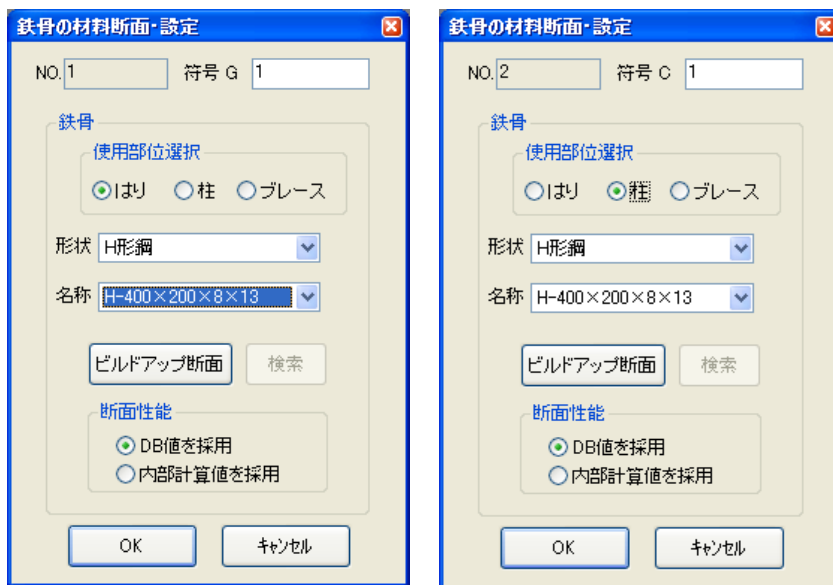 鉄骨の材料断面・設定
NO. 1 符号 G 1
鉄骨
使用部位選択
はり 柱 ブレース
形状 H形鋼
名称 H-400×200×8×13
ビルドアップ断面 検索
断面性能
DB値を採用
内部計算値を採用
OK キャンセル
鉄骨の材料断面・設定
NO. 2 符号 C 1
鉄骨
使用部位選択
はり 柱 ブレース
形状 H形鋼
名称 H-400×200×8×13
ビルドアップ断面 検索
断面性能
DB値を採用
内部計算値を採用
OK キャンセル